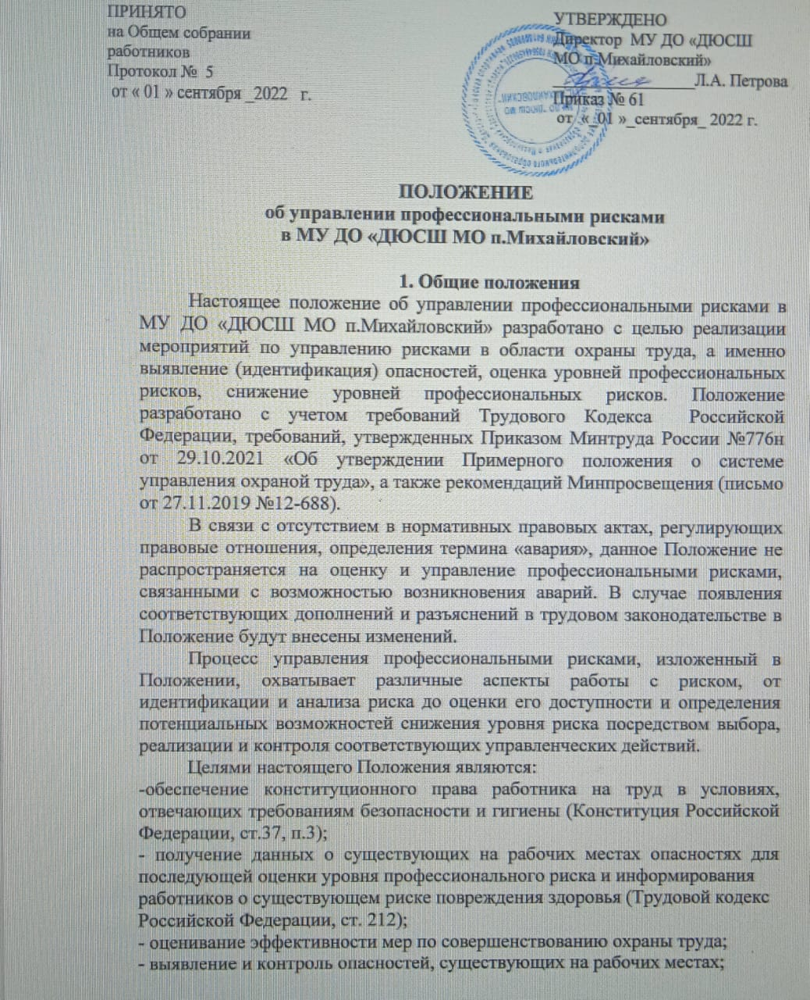 ПРИНЯТО
на Общем собрании
работников
Протокол № 5
от « 01 » сентября _2022 г.
УТВЕРЖДЕНО
Директор МУ ДО «ДЮСШ
МО п.Михайловский»
Л.А. Петрова
Приказ № 61
от «_01 »_сентября_ 2022 г.
ПОЛОЖЕНИЕ
об управлении профессиональными рисками
в МУ ДО «ДЮСШ МО п.Михайловский»
1. Общие положения
Настоящее положение об управлении профессиональными рисками в
МУ ДО «ДЮСШ МО п.Михайловский» разработано с целью реализации
мероприятий по управлению рисками в области охраны труда, а именно
выявление (идентификация) опасностей, оценка уровней профессиональных
рисков, снижение уровней профессиональных рисков. Положение
разработано с учетом требований Трудового Кодекса Российской
Федерации, требований, утвержденных Приказом Минтруда России №776н
от 29.10.2021 «Об утверждении Примерного положения о системе
управления охраной труда», а также рекомендаций Минпросвещения (письмо
от 27.11.2019 №12-688).
В связи с отсутствием в нормативных правовых актах, регулирующих
правовые отношения, определения термина «авария», данное Положение не
распространяется на оценку и управление профессиональными рисками,
связанными с возможностью возникновения аварий. В случае появления
соответствующих дополнений и разъяснений в трудовом законодательстве в
Положение будут внесены изменений.
Процесс управления профессиональными рисками, изложенный в
Положении, охватывает различные аспекты работы с риском, от
идентификации и анализа риска до оценки его доступности и определения
потенциальных возможностей снижения уровня риска посредством выбора,
реализации и контроля соответствующих управленческих действий.
Целями настоящего Положения являются:
-обеспечение конституционного права работника на труд в условиях,
отвечающих требованиям безопасности и гигиены (Конституция Российской
Федерации, ст.37, п.3);
- получение данных о существующих на рабочих местах опасностях для
последующей оценки уровня профессионального риска и информирования
работников о существующем риске повреждения здоровья (Трудовой кодекс
Российской Федерации, ст. 212);
- оценивание эффективности мер по совершенствованию охраны труда;
- выявление и контроль опасностей, существующих на рабочих местах;